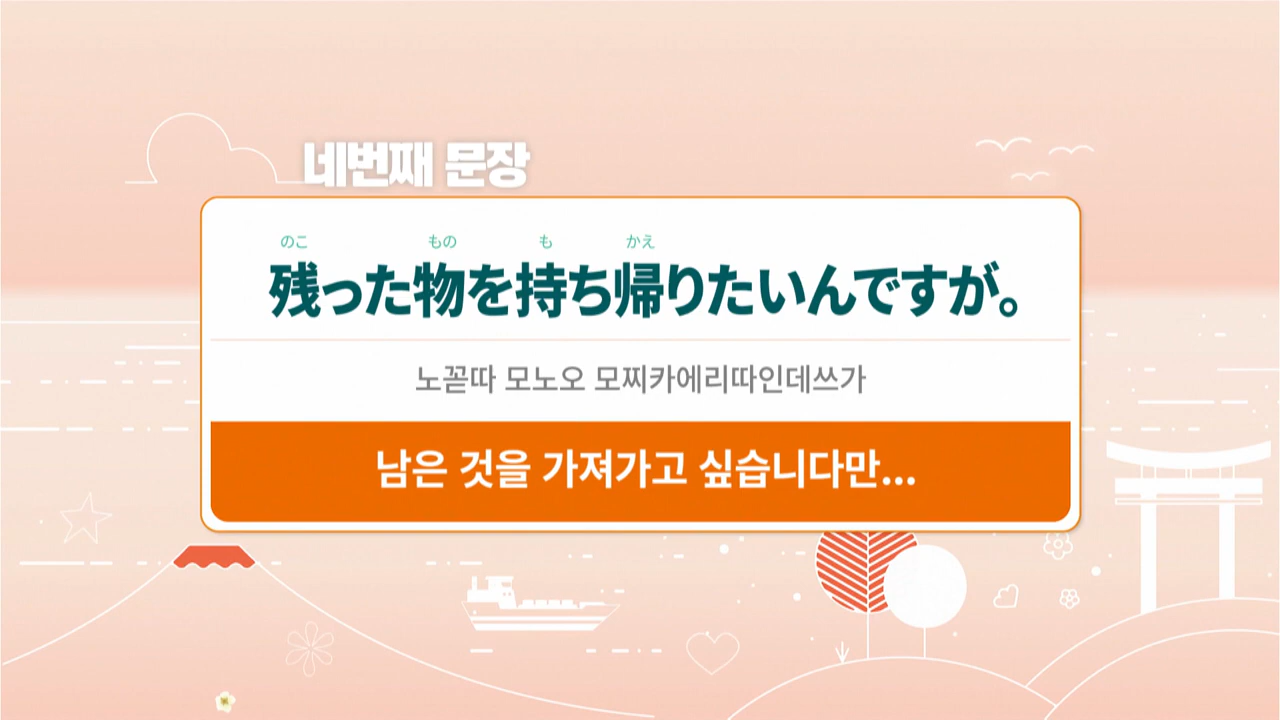 네번째 문장
のこ もの も かえ
残った物を持ち帰りたいんですが。
노꼳따 모노오 모찌카에리따인데쓰가
남은 것을 가져가고 싶습니다만...